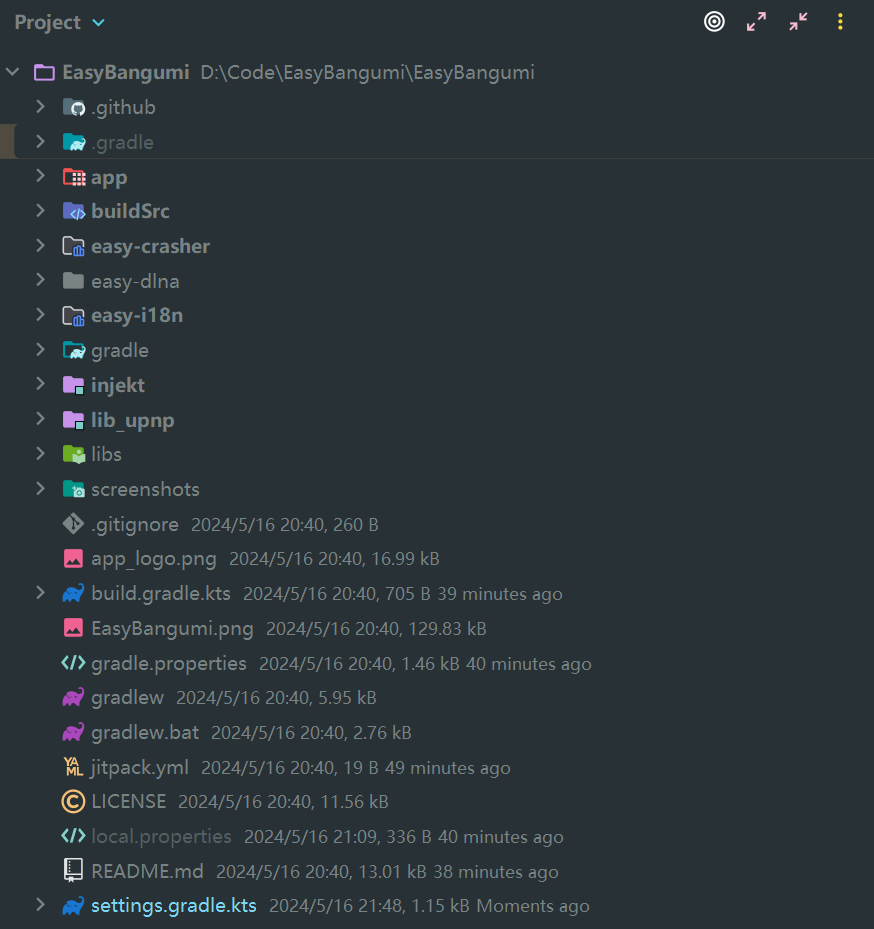 Project
EasyBangumi D:\Code\EasyBangumi\EasyBangumi
.github
.gradle
app
buildSrc
easy-crasher
easy-dlna
easy-i18n
gradle
injekt
lib_upnp
libs
screenshots
.gitignore 2024/5/16 20:40, 260 B
app_logo.png 2024/5/16 20:40, 16.99 kB
build.gradle.kts 2024/5/16 20:40, 705 B 39 minutes ago
EasyBangumi.png 2024/5/16 20:40, 129.83 kB
gradle.properties 2024/5/16 20:40, 1.46 kB 40 minutes ago
gradlew 2024/5/16 20:40, 5.95 kB
gradlew.bat 2024/5/16 20:40, 2.76 kB
jitpack.yml 2024/5/16 20:40, 19 B 49 minutes ago
LICENSE 2024/5/16 20:40, 11.56 kB
local.properties 2024/5/16 21:09, 336 B 40 minutes ago
README.md 2024/5/16 20:40, 13.01 kB 38 minutes ago
settings.gradle.kts 2024/5/16 21:48, 1.15 kB Moments ago